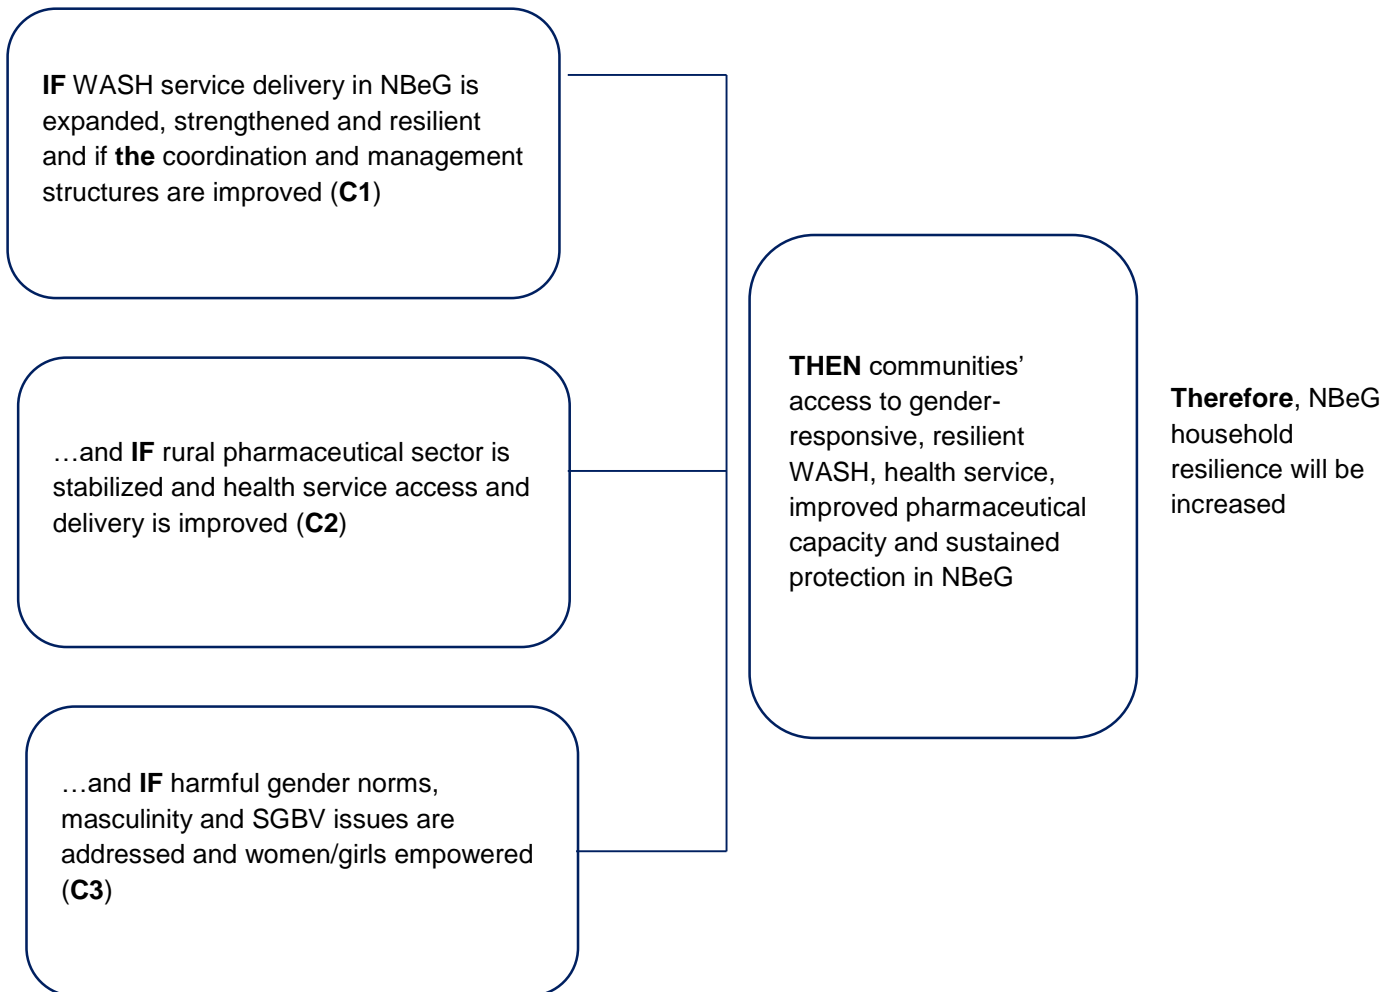 IF WASH service delivery in NBeG is
expanded, strengthened and resilient
and if the coordination and management
structures are improved (C1)
…and IF rural pharmaceutical sector is
stabilized and health service access and
delivery is improved (C2)
…and IF harmful gender norms,
masculinity and SGBV issues are
addressed and women/girls empowered
(C3)
THEN communities’
access to gender-
responsive, resilient
WASH, health service,
improved pharmaceutical
capacity and sustained
protection in NBeG
Therefore, NBeG
household
resilience will be
increased